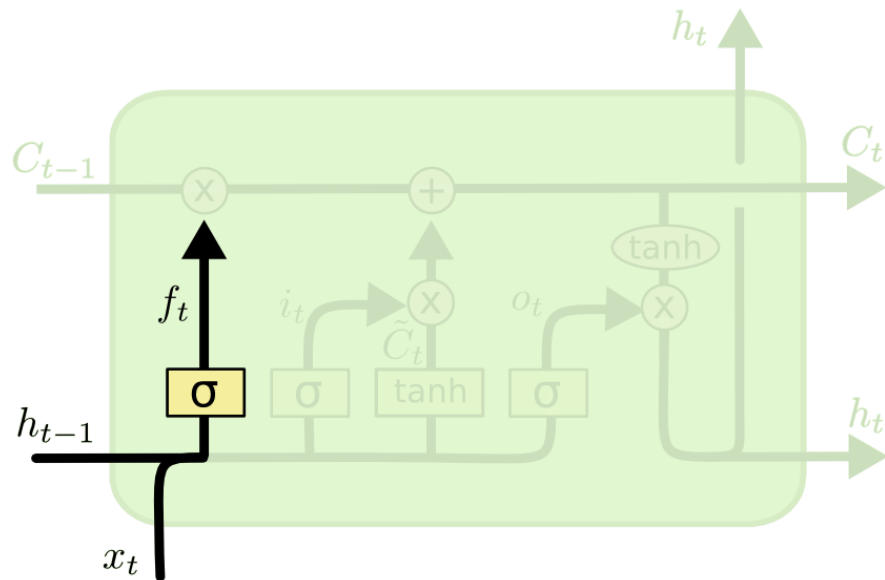 h_t
C_{t-1}
C_t
x
+
tanh
f_t
i_t
x
o_t
x
C̃_t
σ
σ
tanh
σ
h_{t-1}
h_t
x_t